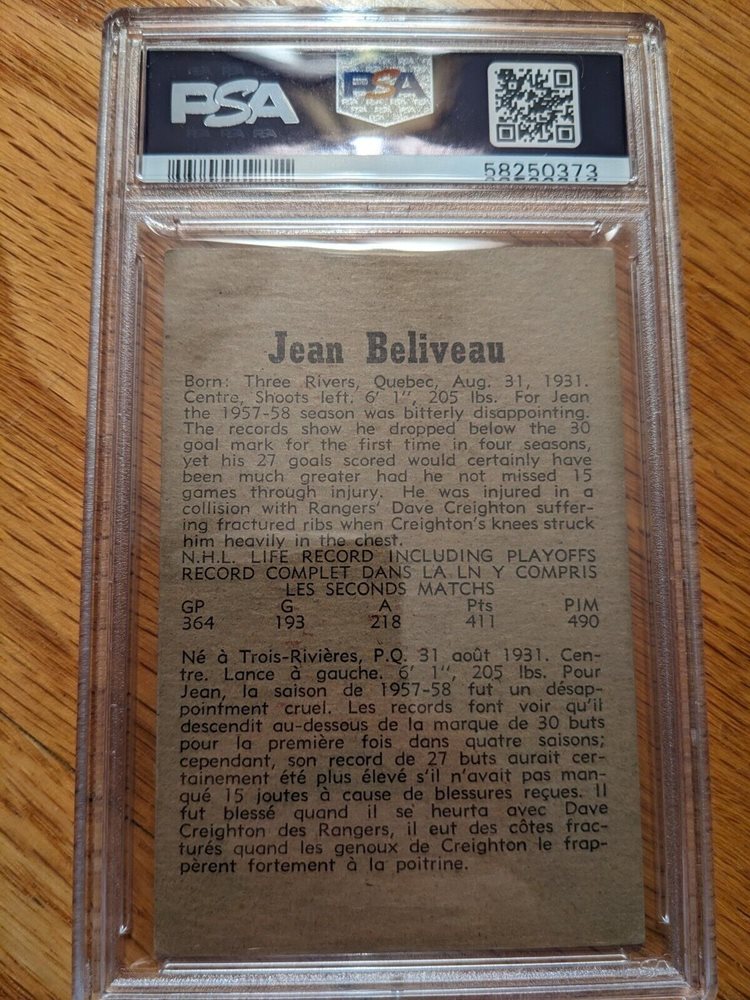 PSA
PSA
58250373
Jean Beliveau
Born: Three Rivers, Quebec, Aug. 31, 1931.
Centre, Shoots left. 6' 1", 205 lbs. For Jean
the 1957-58 season was bitterly disappointing.
The records show he dropped below the 30
goal mark for the first time in four seasons,
yet his 27 goals scored would certainly have
been much greater had he not missed 15
games through injury. He was injured in a
collision with Rangers' Dave Creighton suffer-
ing fractured ribs when Creighton's knees struck
him heavily in the chest.
N.H.L. LIFE RECORD INCLUDING PLAYOFFS
RECORD COMPLET DANS LA LN Y COMPRIS
LES SECONDS MATCHS
GP G A Pts PIM
364 193 218 411 490
Né à Trois-Rivières, P.Q. 31 août 1931. Cen-
tre. Lance à gauche. 6' 1", 205 lbs. Pour
Jean, la saison de 1957-58 fut un désap-
pointment cruel. Les records font voir qu'il
descendit au-dessous de la marque de 30 buts
pour la première fois dans quatre saisons;
cependant, son record de 27 buts aurait cer-
tainement été plus élevé s'il n'avait pas man-
qué 15 joutes à cause de blessures reçues. Il
fut blessé quand il se heurta avec Dave
Creighton des Rangers, il eut des côtes frac-
turés quand les genoux de Creighton le frap-
pèrent fortement à la poitrine.